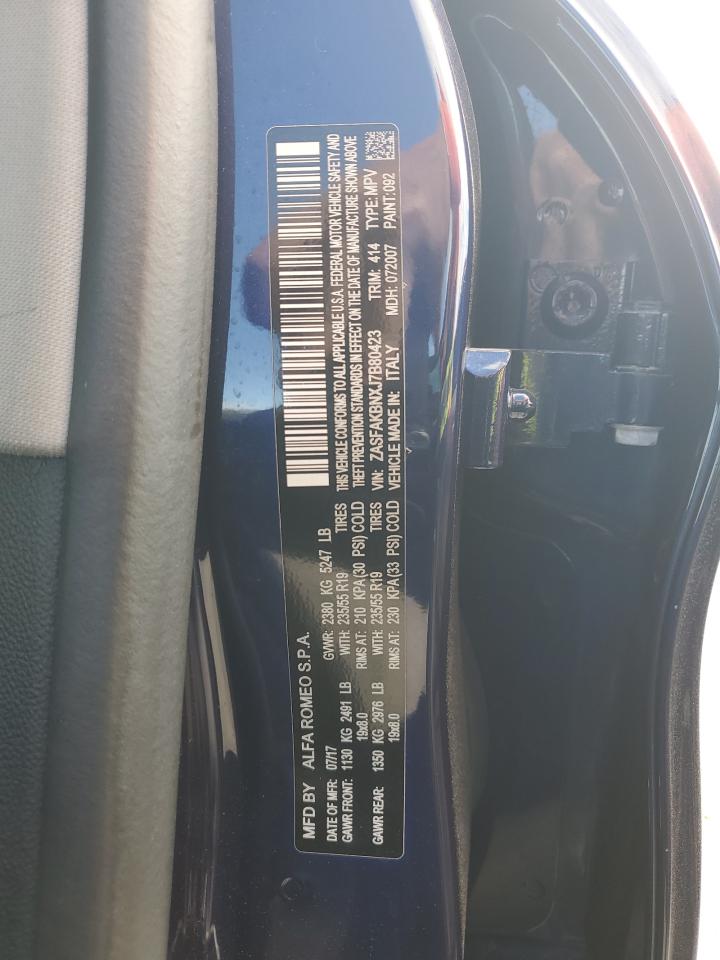 MFD BY ALFA ROMEO S.P.A.
DATE OF MFR: 07/17 GVWR: 2380 KG 5247 LB
GAWR FRONT: 1130 KG 2491 LB WITH: 235/55 R19 TIRES
19x8.0 RIMS AT: 210 KPA(30 PSI) COLD
GAWR REAR: 1350 KG 2976 LB WITH: 235/55 R19 TIRES
19x8.0 RIMS AT: 230 KPA(33 PSI) COLD
THIS VEHICLE CONFORMS TO ALL APPLICABLE U.S.A. FEDERAL MOTOR VEHICLE SAFETY AND
THEFT PREVENTION STANDARDS IN EFFECT ON THE DATE OF MANUFACTURE SHOWN ABOVE
VIN: ZASFAKBNXJ7B80423 TRIM: 414 TYPE: MPV
VEHICLE MADE IN: ITALY MDH: 072007 PAINT: 092